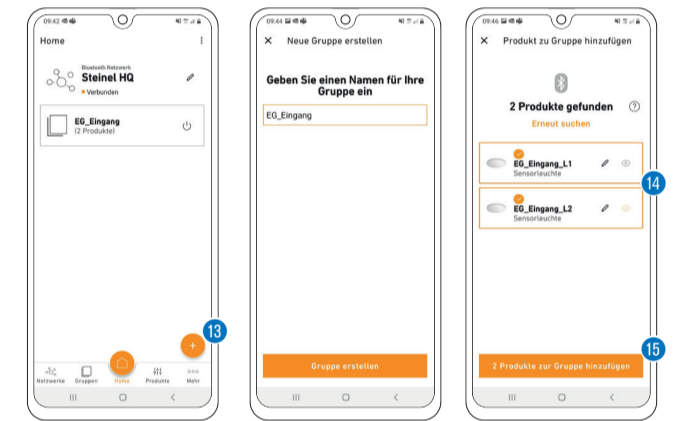 09:42
Home
Bluetooth Netzwerk
Steinel HQ
Verbunden
EG_Eingang
(2 Produkte)
+
13
Netzwerke
Gruppen
Home
Produkte
Mehr
09:44
Neue Gruppe erstellen
Geben Sie einen Namen für Ihre
Gruppe ein
EG_Eingang
Gruppe erstellen
09:46
Produkt zu Gruppe hinzufügen
2 Produkte gefunden
?
Erneut suchen
EG_Eingang_L1
Sensorleuchte
14
EG_Eingang_L2
Sensorleuchte
15
2 Produkte zur Gruppe hinzufügen